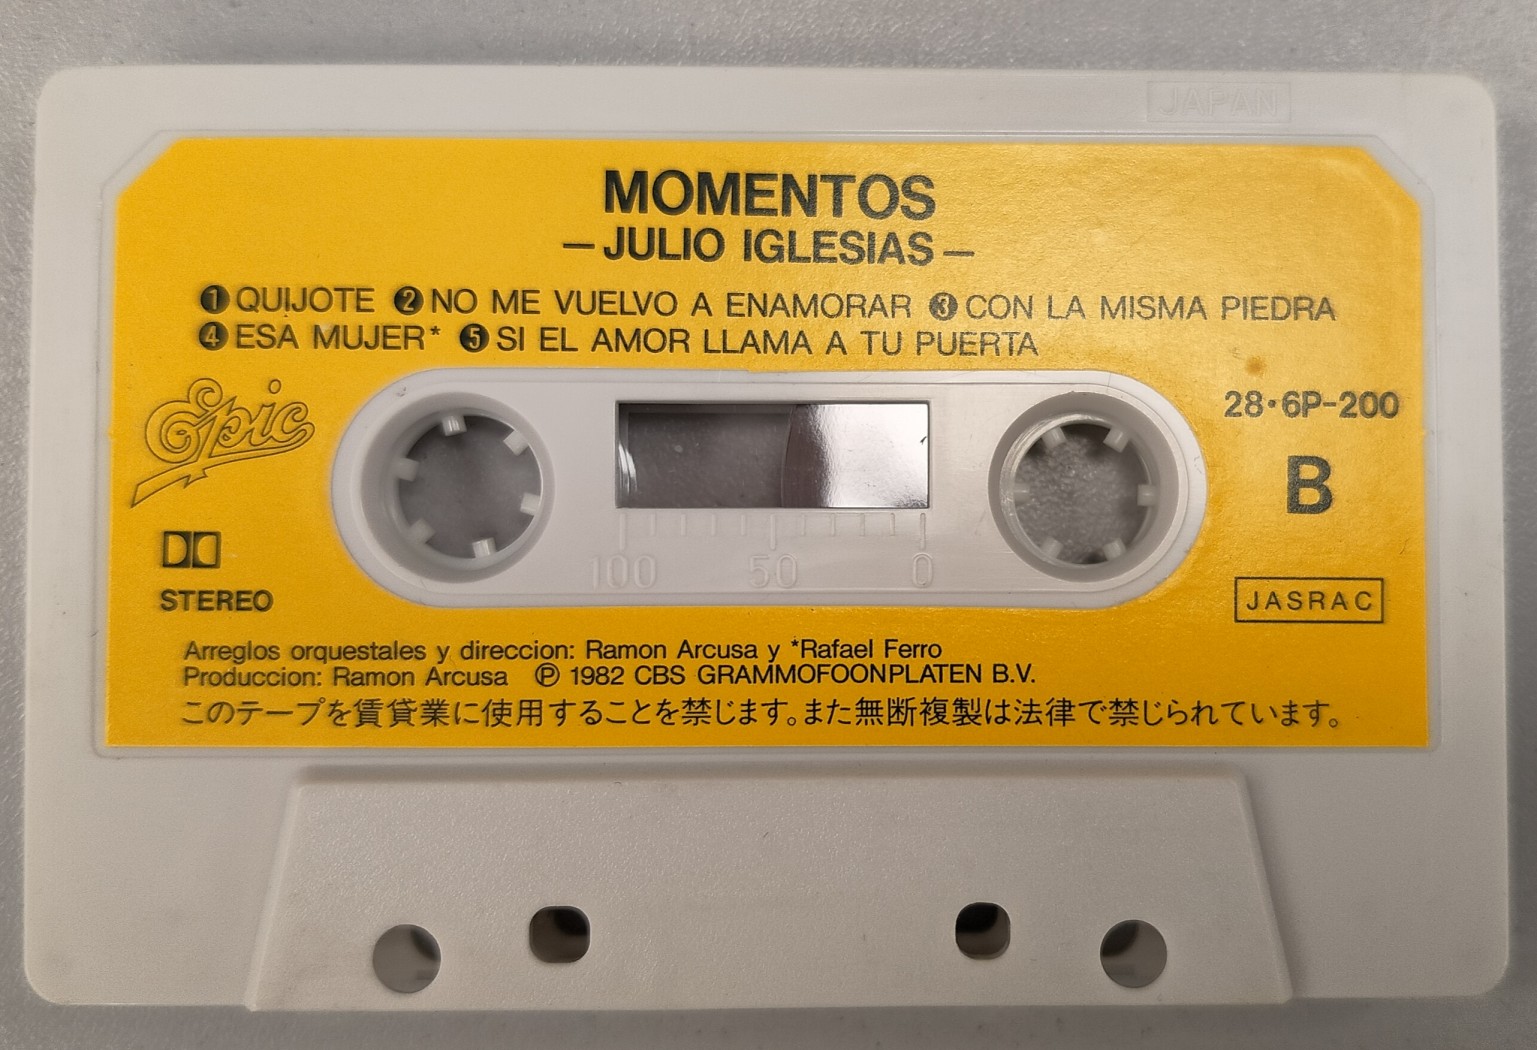 JAPAN
MOMENTOS
—JULIO IGLESIAS—
❶QUIJOTE ❷NO ME VUELVO A ENAMORAR ❸CON LA MISMA PIEDRA
❹ESA MUJER* ❺SI EL AMOR LLAMA A TU PUERTA
Epic
28·6P-200
B
100 50 0
STEREO
JASRAC
Arreglos orquestales y direccion: Ramon Arcusa y *Rafael Ferro
Produccion: Ramon Arcusa ℗ 1982 CBS GRAMMOFOONPLATEN B.V.
このテープを賃貸業に使用することを禁じます。また無断複製は法律で禁じられています。